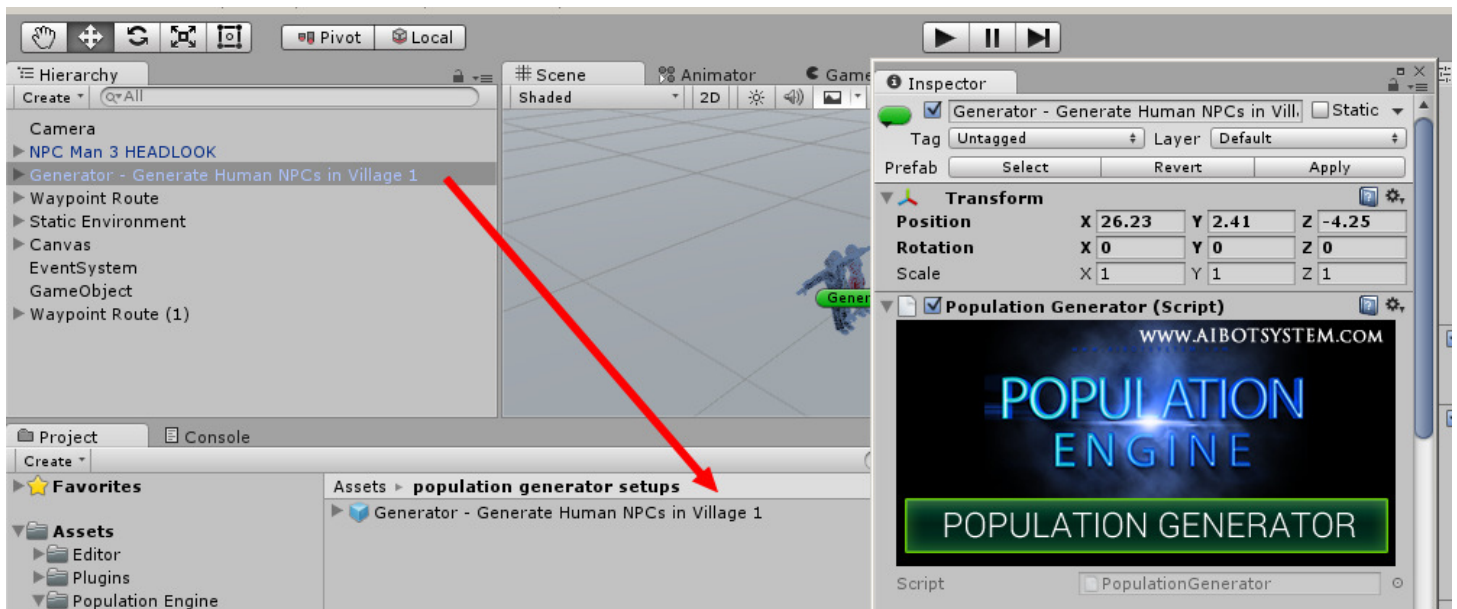 Pivot Local
Hierarchy
Create All
Camera
NPC Man 3 HEADLOOK
Generator - Generate Human NPCs in Village 1
Waypoint Route
Static Environment
Canvas
EventSystem
GameObject
Waypoint Route (1)
Scene Animator Game
Shaded 2D
Gener
Inspector
Generator - Generate Human NPCs in Vill Static
Tag Untagged Layer Default
Prefab Select Revert Apply
Transform
Position X 26.23 Y 2.41 Z -4.25
Rotation X 0 Y 0 Z 0
Scale X 1 Y 1 Z 1
Population Generator (Script)
WWW.AIBOTSYSTEM.COM
POPULATION
ENGINE
POPULATION GENERATOR
Script PopulationGenerator
Project Console
Create
Favorites
Assets
Editor
Plugins
Population Engine
Assets population generator setups
Generator - Generate Human NPCs in Village 1